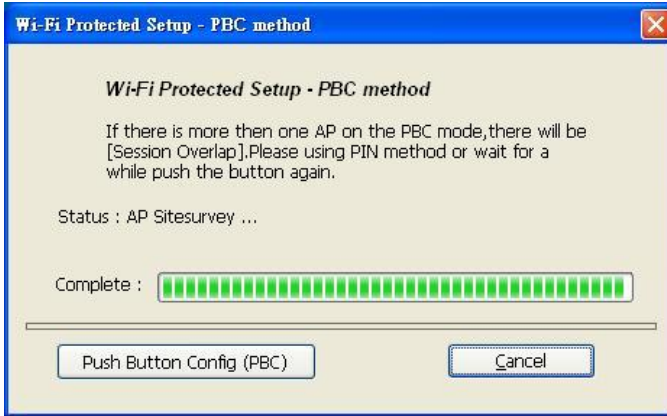 Wi-Fi Protected Setup - PBC method
Wi-Fi Protected Setup - PBC method
If there is more then one AP on the PBC mode,there will be
[Session Overlap].Please using PIN method or wait for a
while push the button again.
Status : AP Sitesurvey ...
Complete :
Push Button Config (PBC)
Cancel